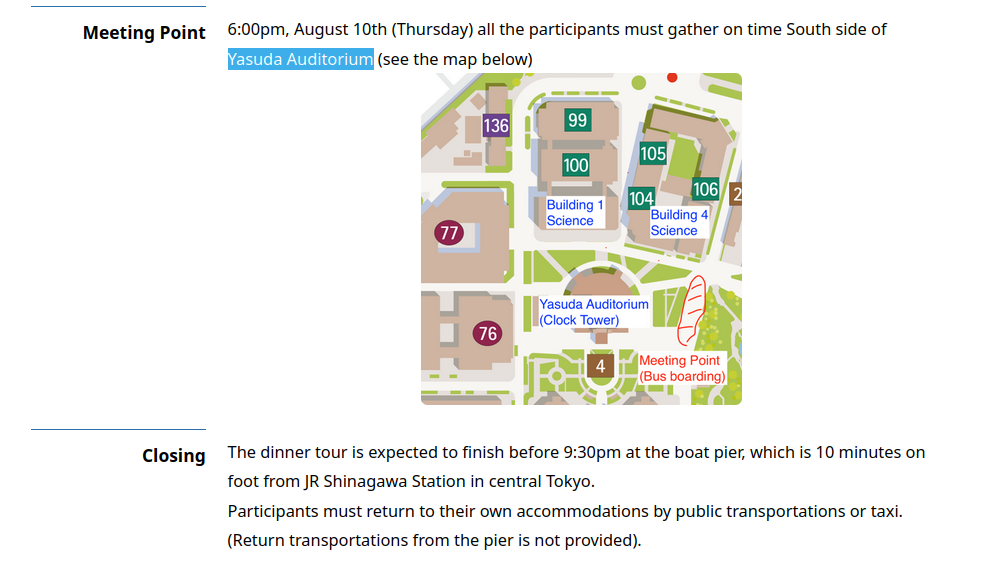 Meeting Point
6:00pm, August 10th (Thursday) all the participants must gather on time South side of
Yasuda Auditorium (see the map below)
136
99
100
105
104
106
2
Building 1
Science
Building 4
Science
77
Yasuda Auditorium
(Clock Tower)
76
4
Meeting Point
(Bus boarding)
Closing
The dinner tour is expected to finish before 9:30pm at the boat pier, which is 10 minutes on
foot from JR Shinagawa Station in central Tokyo.
Participants must return to their own accommodations by public transportations or taxi.
(Return transportations from the pier is not provided).